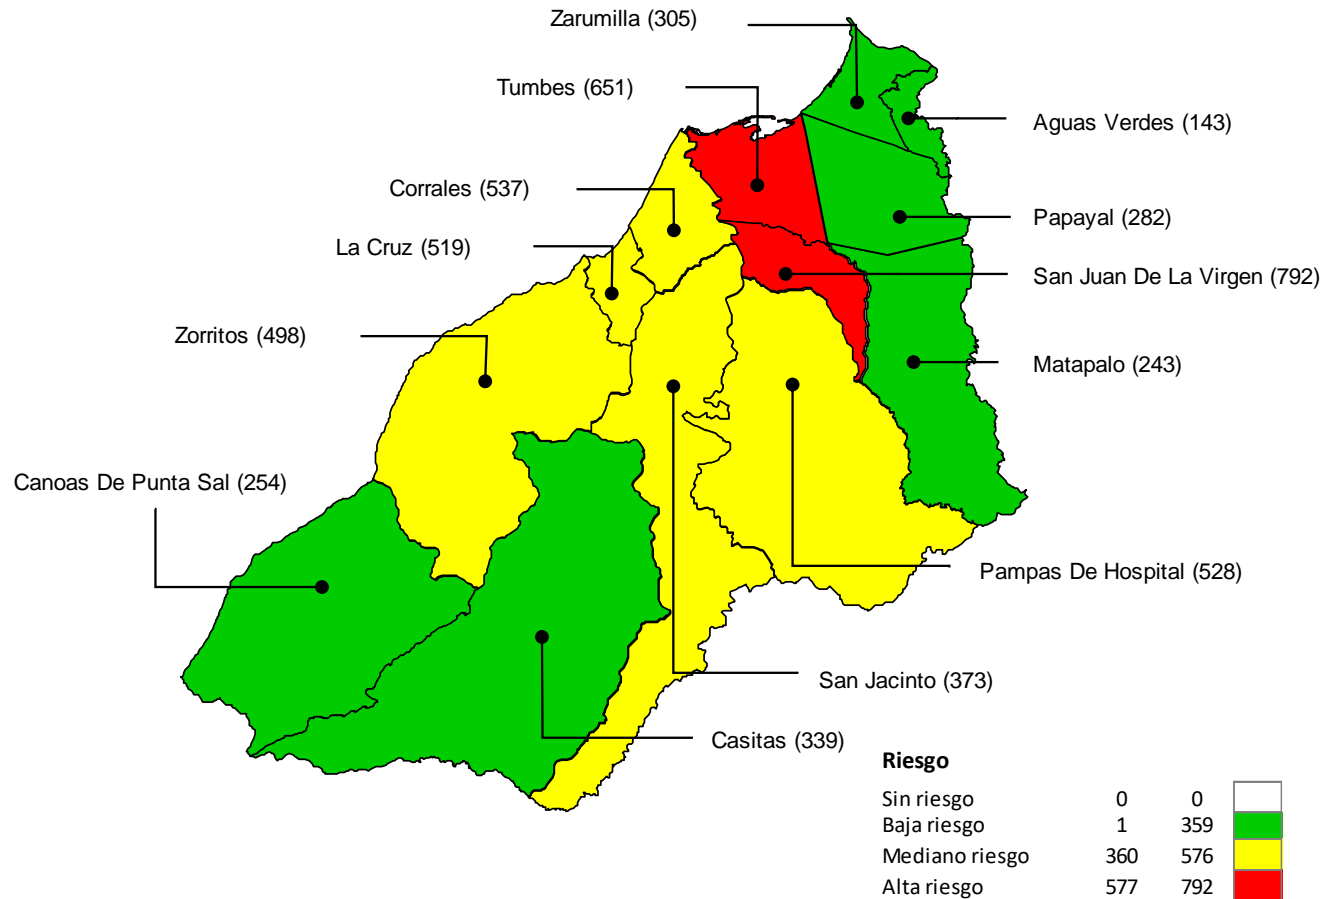 Zarumilla (305)
Tumbes (651)
Aguas Verdes (143)
Corrales (537)
Papayal (282)
La Cruz (519)
San Juan De La Virgen (792)
Zorritos (498)
Matapalo (243)
Canoas De Punta Sal (254)
Pampas De Hospital (528)
San Jacinto (373)
Casitas (339)
Riesgo
Sin riesgo 0 0
Baja riesgo 1 359
Mediano riesgo 360 576
Alta riesgo 577 792